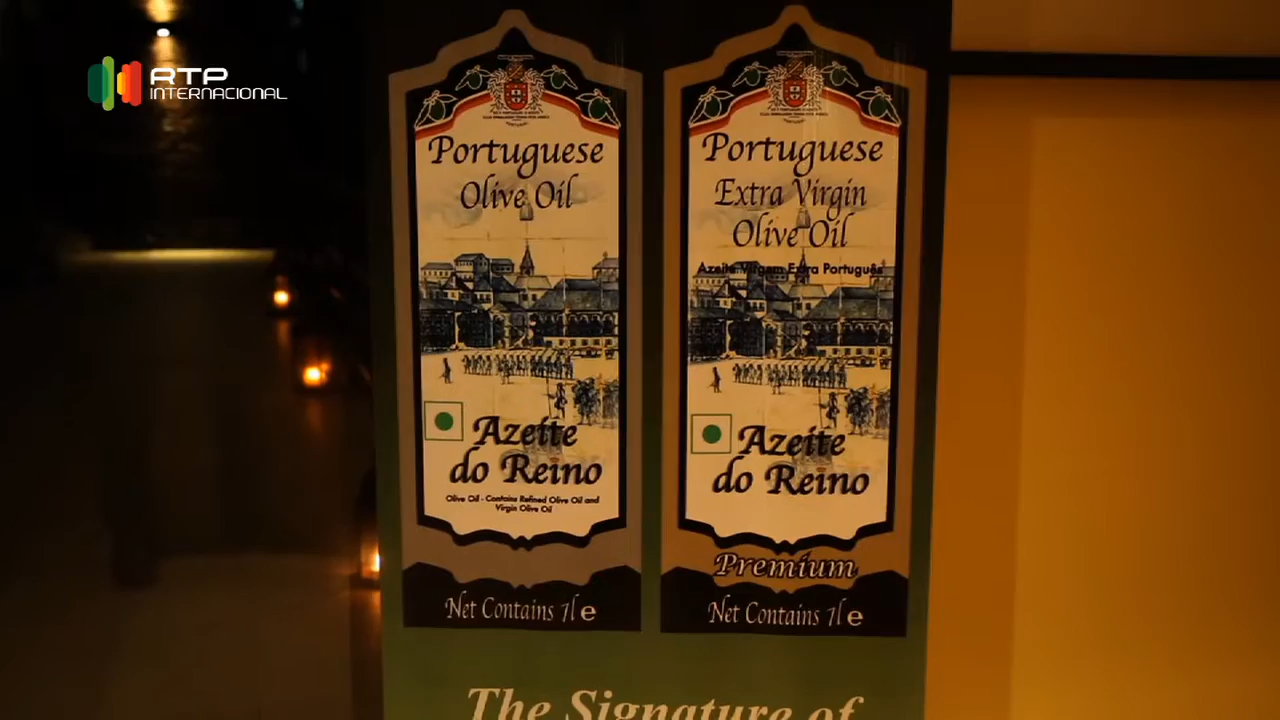 RTP
INTERNACIONAL
Portuguese
Olive Oil
Azeite
do Reino
Olive Oil - Contains Refined Olive Oil and
Virgin Olive Oil
Net Contains 1l e
Portuguese
Extra Virgin
Olive Oil
Azeite Virgem Extra Português
Azeite
do Reino
Premium
Net Contains 1l e
The Signature of